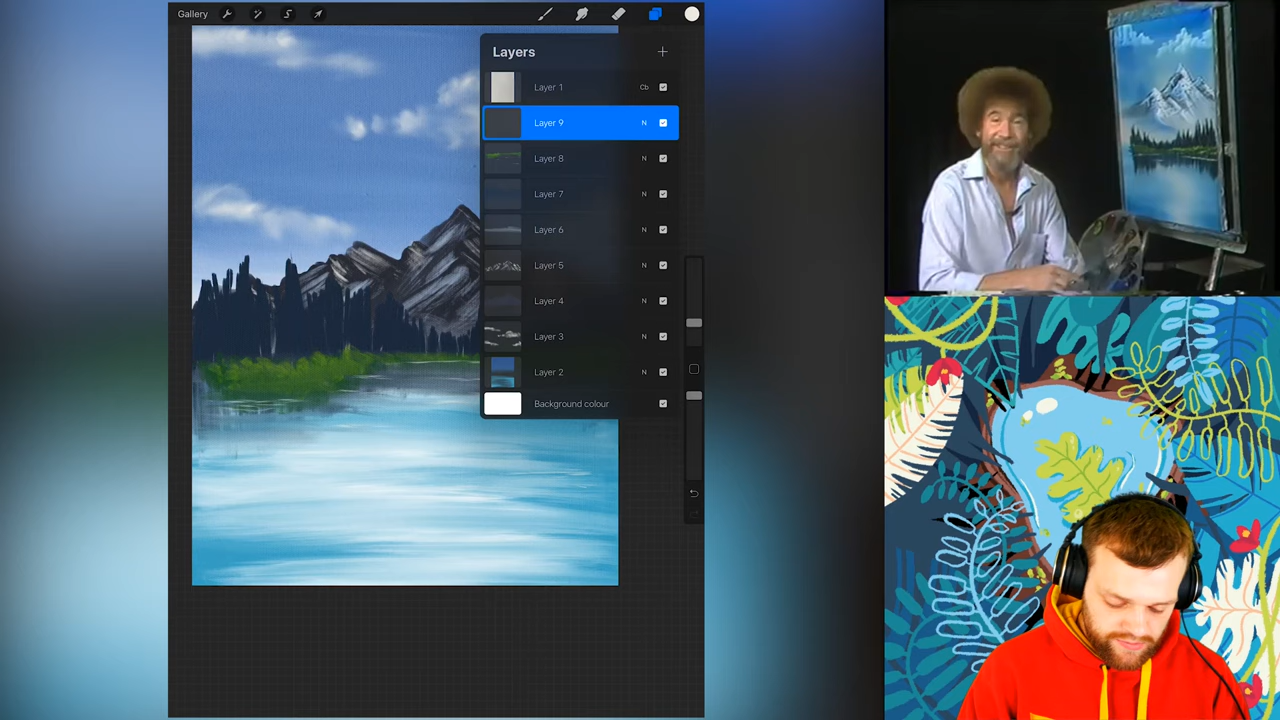 Gallery
Layers
Layer 1 Cb
Layer 9 N
Layer 8 N
Layer 7 N
Layer 6 N
Layer 5 N
Layer 4 N
Layer 3 N
Layer 2 N
Background colour